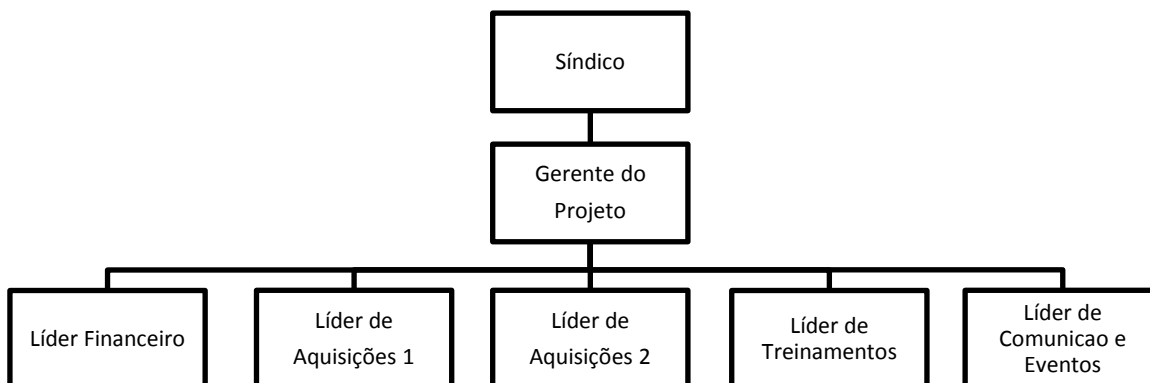 Síndico
Gerente do
Projeto
Líder Financeiro
Líder de
Aquisições 1
Líder de
Aquisições 2
Líder de
Treinamentos
Líder de
Comunicao e
Eventos